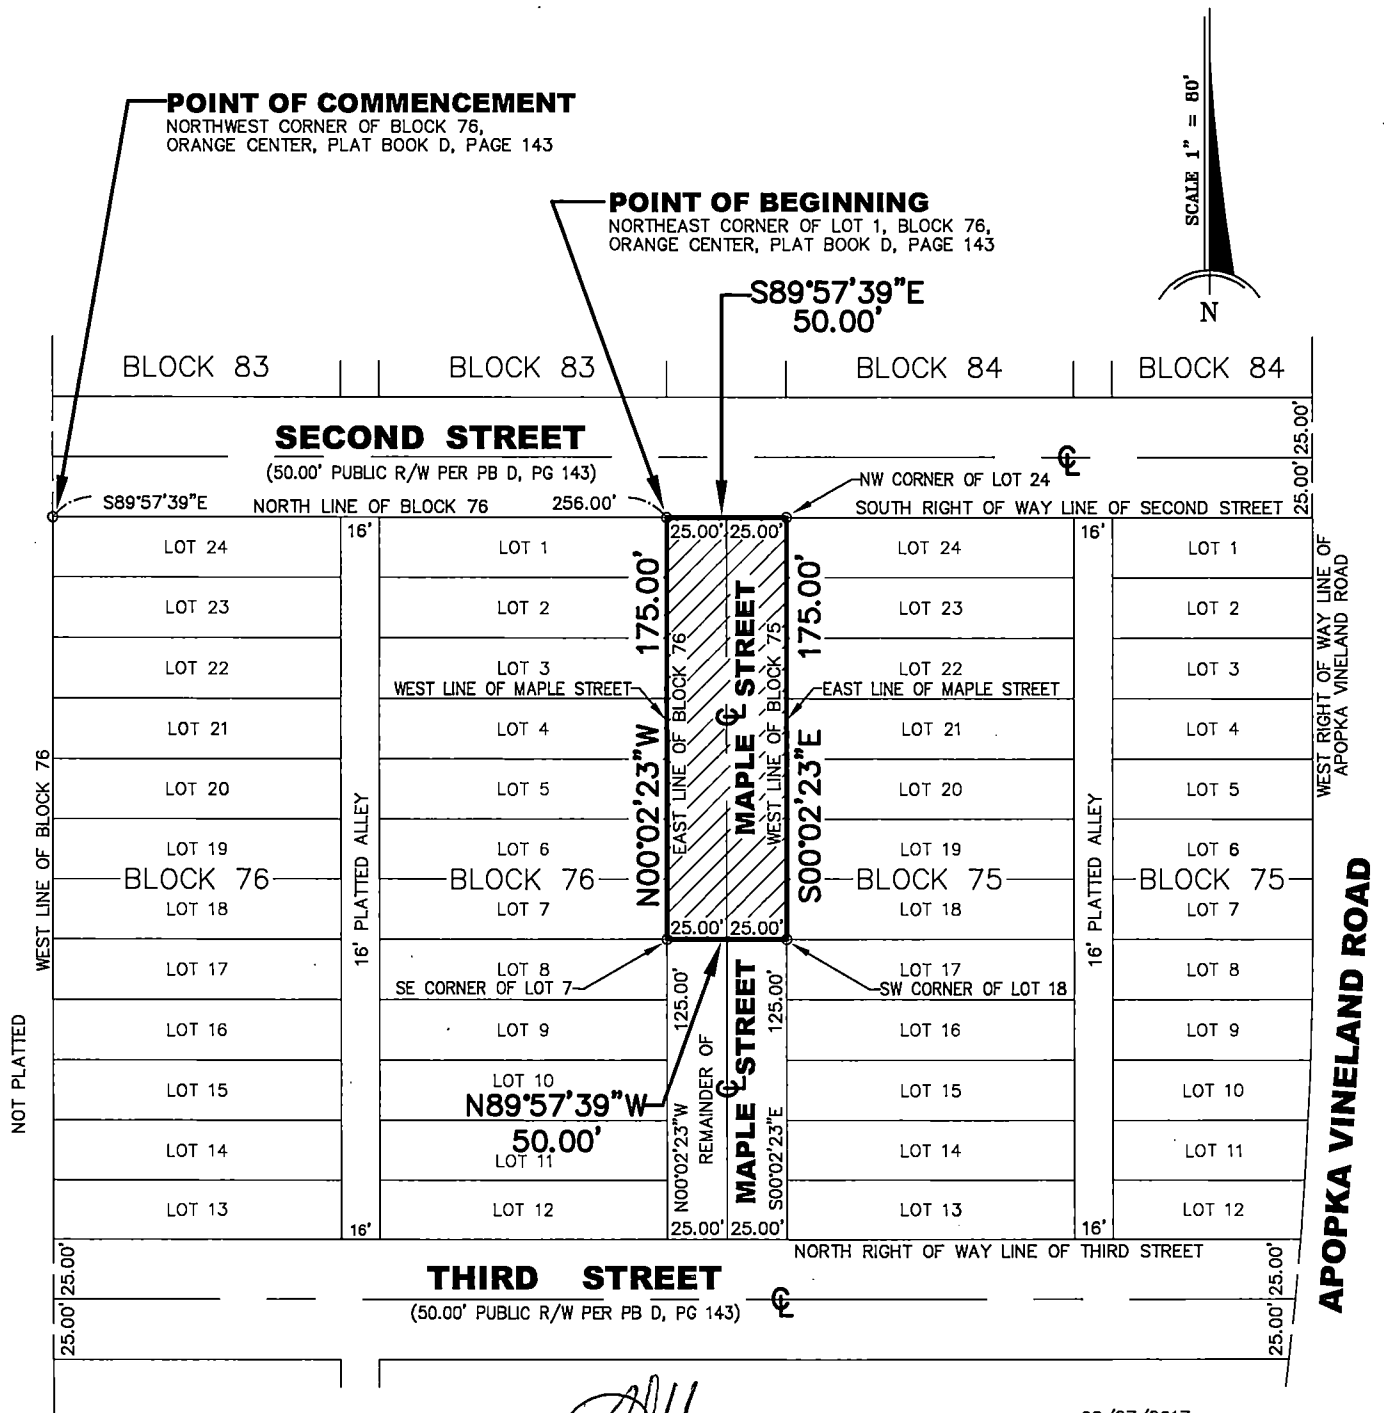 SCALE 1" = 80'
N
POINT OF COMMENCEMENT
NORTHWEST CORNER OF BLOCK 76,
ORANGE CENTER, PLAT BOOK D, PAGE 143
POINT OF BEGINNING
NORTHEAST CORNER OF LOT 1, BLOCK 76,
ORANGE CENTER, PLAT BOOK D, PAGE 143
S89°57'39"E
50.00'
BLOCK 83
BLOCK 83
BLOCK 84
BLOCK 84
SECOND STREET
(50.00' PUBLIC R/W PER PB D, PG 143)
℄
25.00'
25.00'
NW CORNER OF LOT 24
S89°57'39"E
NORTH LINE OF BLOCK 76
256.00'
SOUTH RIGHT OF WAY LINE OF SECOND STREET
LOT 24
LOT 23
LOT 22
LOT 21
LOT 20
LOT 19
BLOCK 76
LOT 18
LOT 17
LOT 16
LOT 15
LOT 14
LOT 13
WEST LINE OF BLOCK 76
NOT PLATTED
16'
16' PLATTED ALLEY
16'
LOT 1
LOT 2
LOT 3
WEST LINE OF MAPLE STREET
LOT 4
LOT 5
LOT 6
BLOCK 76
LOT 7
LOT 8
SE CORNER OF LOT 7
LOT 9
LOT 10
N89°57'39"W
50.00'
LOT 11
LOT 12
25.00'
25.00'
N00°02'23"W
175.00'
EAST LINE OF BLOCK 76
MAPLE STREET
℄
WEST LINE OF BLOCK 75
S00°02'23"E
175.00'
25.00'
25.00'
N00°02'23"W
125.00'
REMAINDER OF
MAPLE STREET
℄
S00°02'23"E
125.00'
25.00'
25.00'
LOT 24
LOT 23
LOT 22
EAST LINE OF MAPLE STREET
LOT 21
LOT 20
LOT 19
BLOCK 75
LOT 18
LOT 17
SW CORNER OF LOT 18
LOT 16
LOT 15
LOT 14
LOT 13
16'
16' PLATTED ALLEY
16'
LOT 1
LOT 2
LOT 3
LOT 4
LOT 5
LOT 6
BLOCK 75
LOT 7
LOT 8
LOT 9
LOT 10
LOT 11
LOT 12
WEST RIGHT OF WAY LINE OF
APOPKA VINELAND ROAD
APOPKA VINELAND ROAD
NORTH RIGHT OF WAY LINE OF THIRD STREET
25.00'
25.00'
THIRD STREET
(50.00' PUBLIC R/W PER PB D, PG 143)
℄
25.00'
25.00'